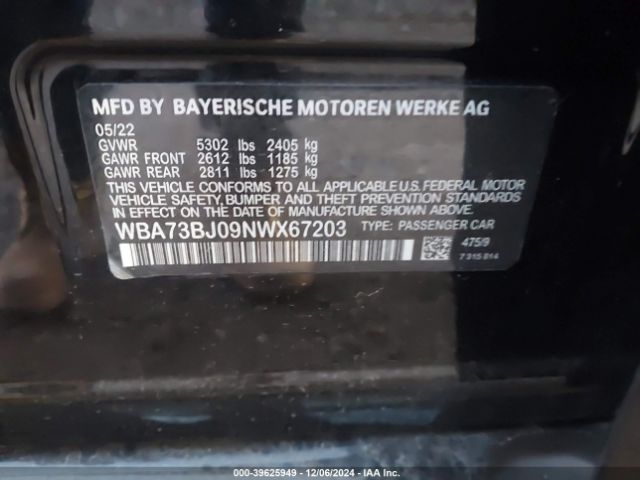 MFD BY BAYERISCHE MOTOREN WERKE AG
05/22
GVWR 5302 lbs 2405 kg
GAWR FRONT 2612 lbs 1185 kg
GAWR REAR 2811 lbs 1275 kg
THIS VEHICLE CONFORMS TO ALL APPLICABLE U.S. FEDERAL MOTOR
VEHICLE SAFETY, BUMPER, AND THEFT PREVENTION
STANDARDS IN EFFECT ON THE DATE OF MANUFACTURE SHOWN
ABOVE.
WBA73BJ09NWX67203 TYPE: PASSENGER CAR
475/9
7 315 814
000-39625949 - 12/06/2024 - IAA Inc.